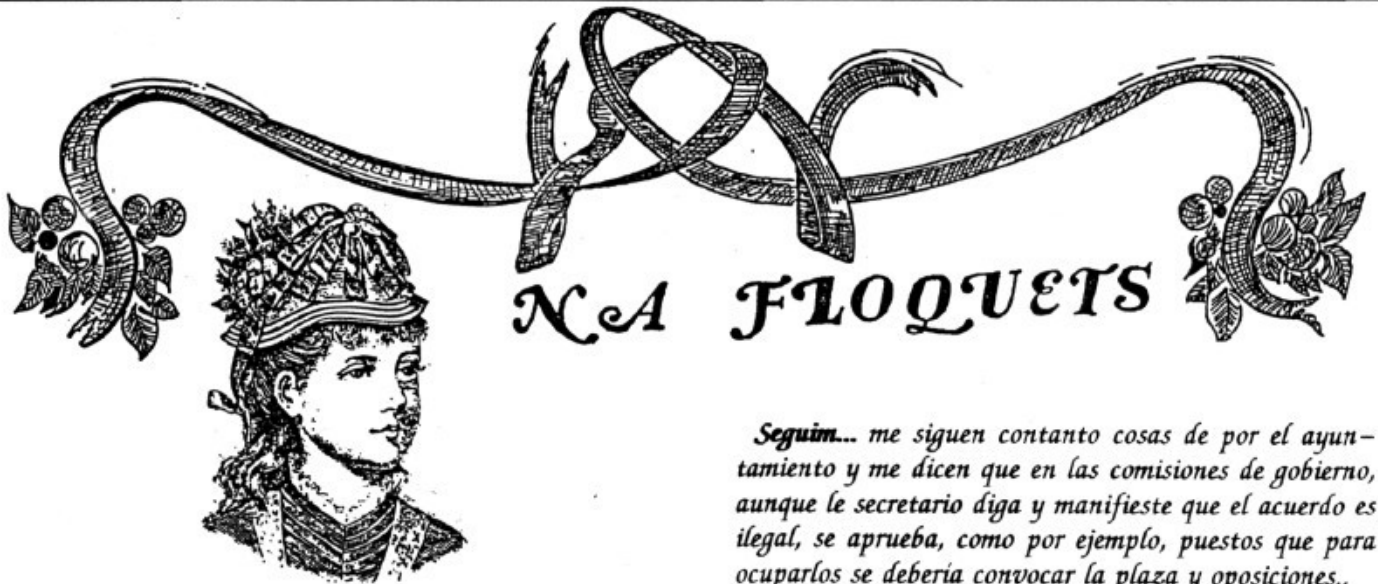 NA FLOQUETS
Seguim... me siguen contanto cosas de por el ayun-
tamiento y me dicen que en las comisiones de gobierno,
aunque le secretario diga y manifieste que el acuerdo es
ilegal, se aprueba, como por ejemplo, puestos que para
ocuparlos se debería convocar la plaza y oposiciones..